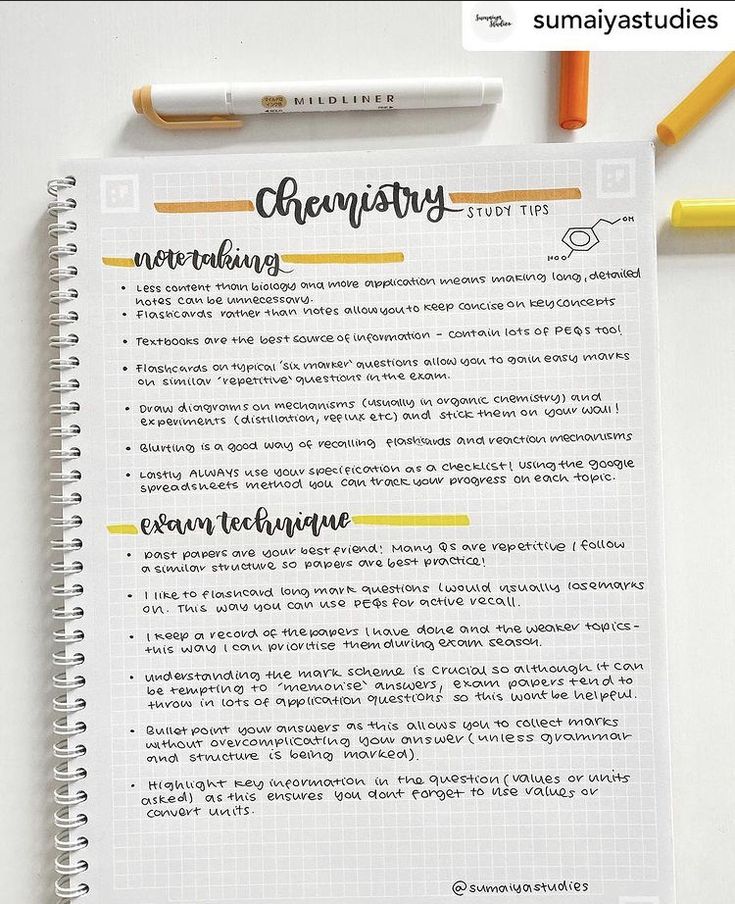 Sumaiya Studies
sumaiyastudies
MILDLINER
chemistry
STUDY TIPS
OH
HO
note-taking
• Less content than biology and more application means making long, detailed
notes can be unnecessary.
• Flashcards rather than notes allow you to keep concise on key concepts
• Textbooks are the best source of information - contain lots of PEQs too!
• Flashcards on typical 'six marker' questions allow you to gain easy marks
on similar 'repetitive' questions in the exam.
• Draw diagrams on mechanisms (usually in organic chemistry) and
experiments (distillation, reflux etc) and stick them on your wall!
• Blurting is a good way of recalling flashcards and reaction mechanisms
• Lastly ALWAYS use your specification as a checklist! Using the google
spreadsheets method you can track your progress on each topic.
exam technique
• past papers are your best friend! Many Qs are repetitive / follow
a similar structure so papers are best practice!
• I like to flashcard long mark questions I would usually lose marks
on. This way you can use PEQs for active recall.
• I keep a record of the papers I have done and the weaker topics-
this way I can prioritise them during exam season.
• understanding the mark scheme is crucial so although it can
be tempting to 'memorise' answers, exam papers tend to
throw in lots of application questions so this wont be helpful.
• Bullet point your answers as this allows you to collect marks
without overcomplicating your answer (unless grammar
and structure is being marked).
• Highlight key information in the question (values or units
asked) as this ensures you dont forget to use values or
convert units.
@sumaiyastudies